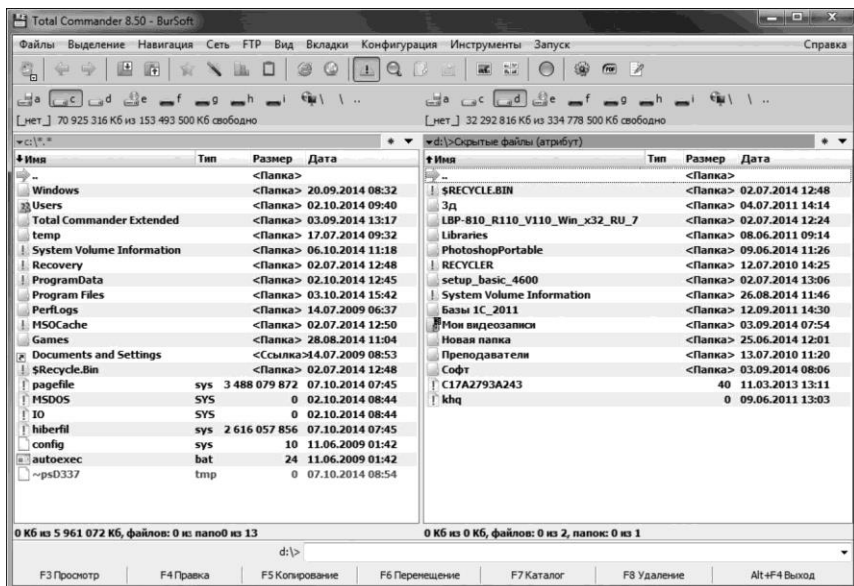 Total Commander 8.50 - BurSoft
Файлы Выделение Навигация Сеть FTP Вид Вкладки Конфигурация Инструменты Запуск Справка
a c d e f g h i \ ..
a c d e f g h i \ ..
[_нет_] 70 925 316 Кб из 153 493 500 Кб свободно
[_нет_] 32 292 816 Кб из 334 778 500 Кб свободно
c:\*.*
Имя Тип Размер Дата
.. <Папка>
Windows <Папка> 20.09.2014 08:32
Users <Папка> 02.10.2014 09:40
Total Commander Extended <Папка> 03.09.2014 13:17
temp <Папка> 17.07.2014 09:32
System Volume Information <Папка> 06.10.2014 11:18
Recovery <Папка> 02.07.2014 12:48
ProgramData <Папка> 02.10.2014 12:45
Program Files <Папка> 03.10.2014 15:42
PerfLogs <Папка> 14.07.2009 06:37
MSOCache <Папка> 02.07.2014 12:50
Games <Папка> 28.08.2014 11:04
Documents and Settings <Ссылка>14.07.2009 08:53
$Recycle.Bin <Папка> 02.07.2014 12:48
pagefile sys 3 488 079 872 07.10.2014 07:45
MSDOS SYS 0 02.10.2014 08:44
IO SYS 0 02.10.2014 08:44
hiberfil sys 2 616 057 856 07.10.2014 07:45
config sys 10 11.06.2009 01:42
autoexec bat 24 11.06.2009 01:42
~psD337 tmp 0 07.10.2014 08:54
0 Кб из 5 961 072 Кб, файлов: 0 из папо0 из 13
d:\>Скрытые файлы (атрибут)
Имя Тип Размер Дата
.. <Папка>
$RECYCLE.BIN <Папка> 02.07.2014 12:48
3д <Папка> 04.07.2011 14:14
LBP-810_R110_V110_Win_x32_RU_7 <Папка> 02.07.2014 12:24
Libraries <Папка> 08.06.2011 09:14
PhotoshopPortable <Папка> 09.06.2014 11:26
RECYCLER <Папка> 12.07.2010 14:25
setup_basic_4600 <Папка> 02.07.2014 13:06
System Volume Information <Папка> 26.08.2014 11:46
Базы 1С_2011 <Папка> 12.09.2011 14:30
Мои видеозаписи <Папка> 03.09.2014 07:54
Новая папка <Папка> 25.06.2014 12:01
Преподаватели <Папка> 13.07.2010 11:20
Софт <Папка> 03.09.2014 08:06
C17A2793A243 40 11.03.2013 13:11
khq 0 09.06.2011 13:03
0 Кб из 0 Кб, файлов: 0 из 2, папок: 0 из 1
d:\>
F3 Просмотр F4 Правка F5 Копирование F6 Перемещение F7 Каталог F8 Удаление Alt+F4 Выход